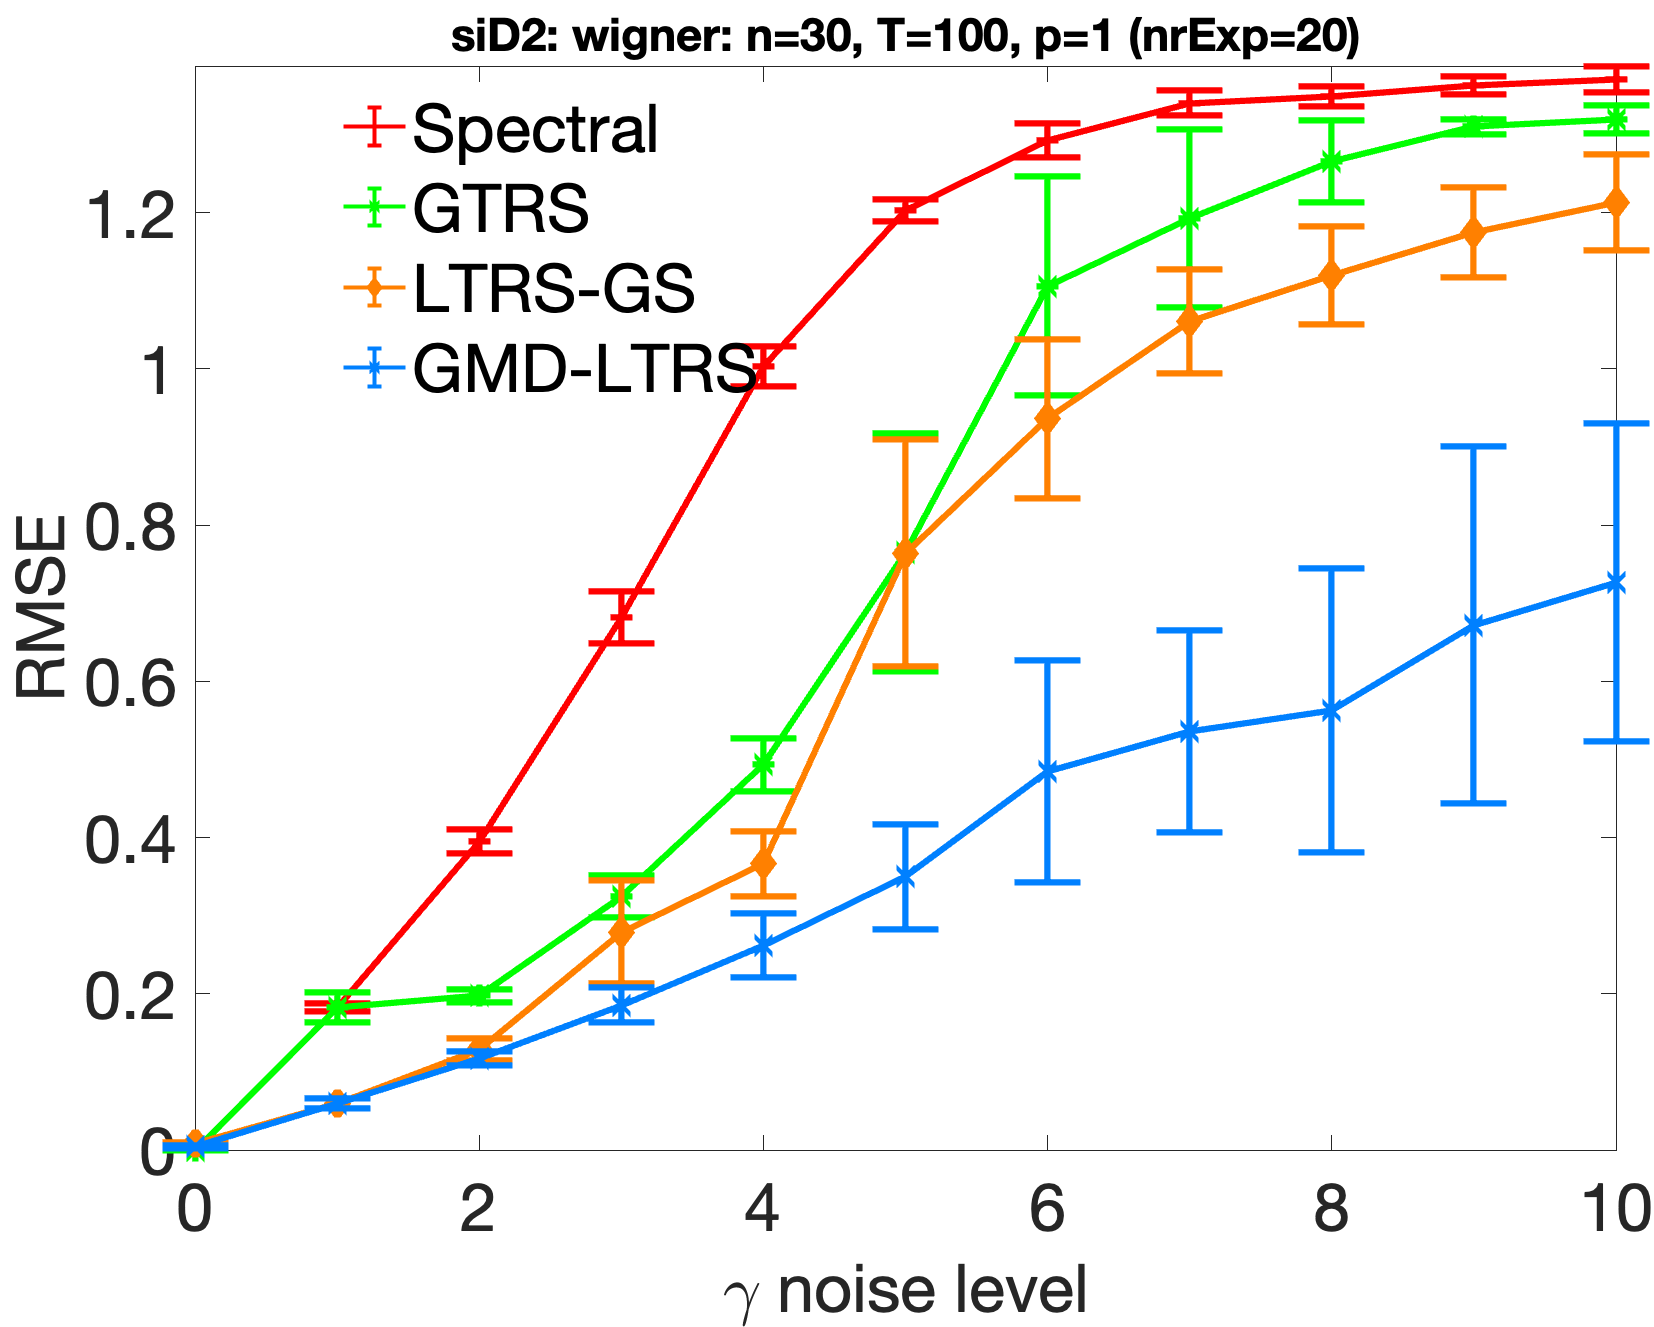 siD2: wigner: n=30, T=100, p=1 (nrExp=20)
Spectral
GTRS
LTRS-GS
GMD-LTRS
RMSE
1.2
1
0.8
0.6
0.4
0.2
0
0 2 4 6 8 10
γ noise level